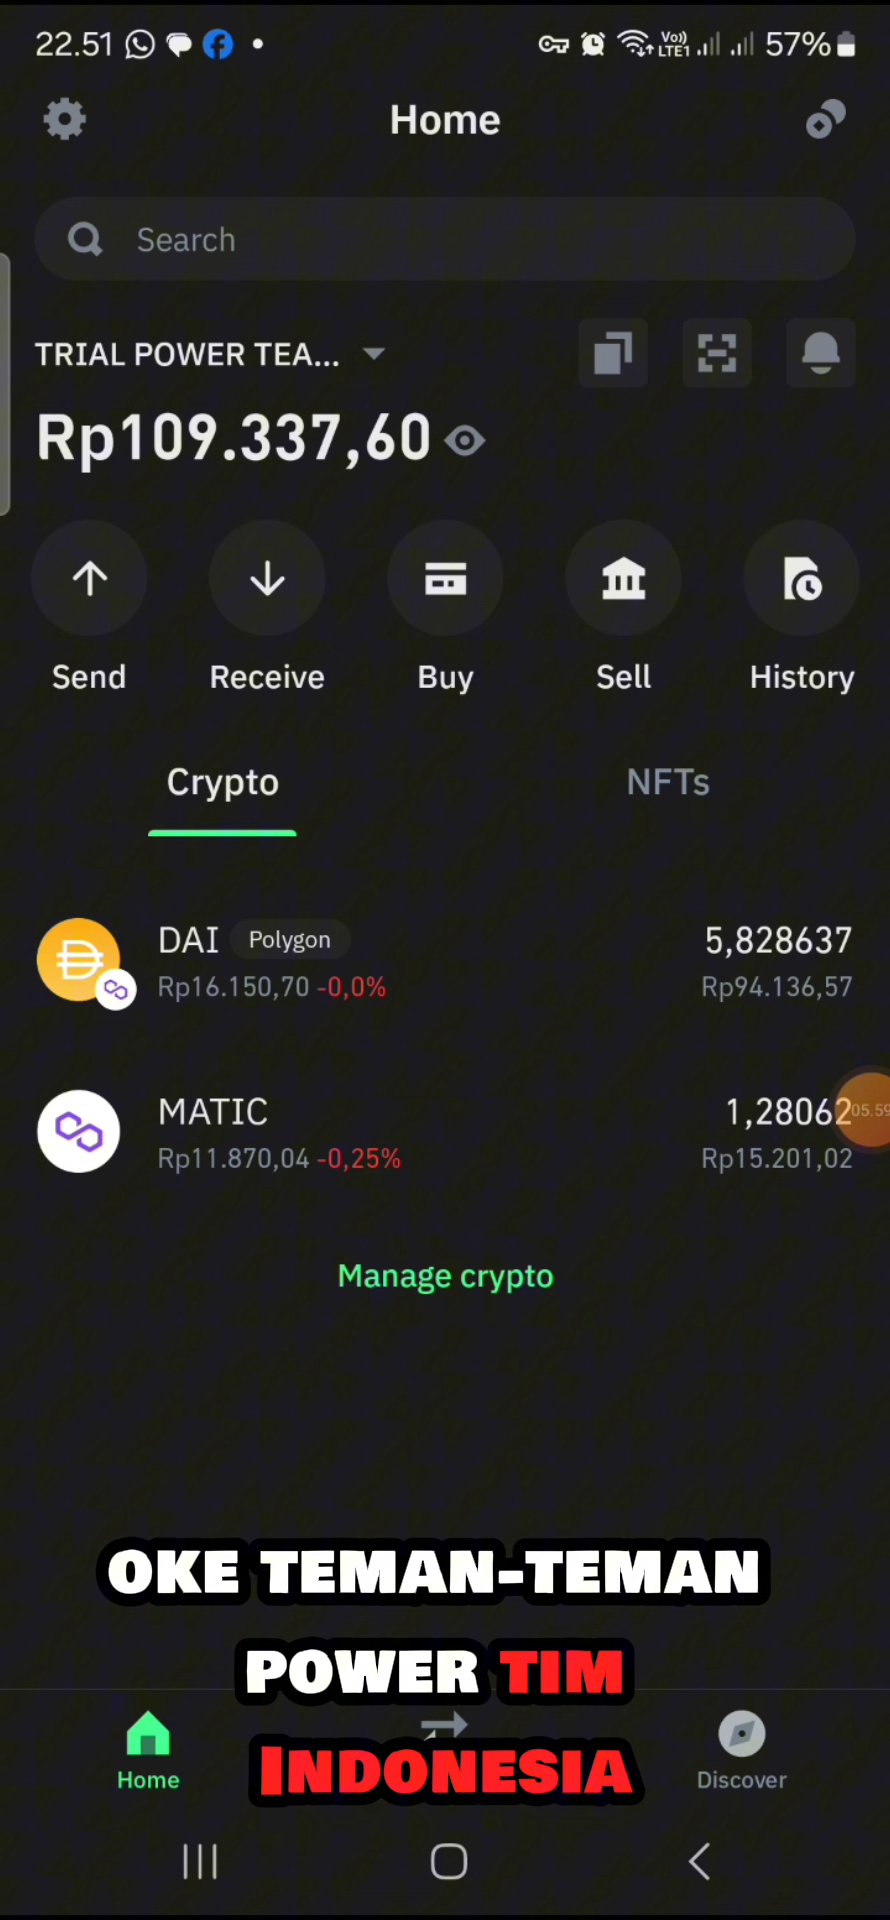 22.51
Vo))
LTE1
57%
Home
Search
TRIAL POWER TEA...
Rp109.337,60
Send
Receive
Buy
Sell
History
Crypto
NFTs
DAI Polygon
5,828637
Rp16.150,70 -0,0%
Rp94.136,57
MATIC
1,28062
05.59
Rp11.870,04 -0,25%
Rp15.201,02
Manage crypto
OKE TEMAN-TEMAN
POWER TIM
INDONESIA
Home
Discover